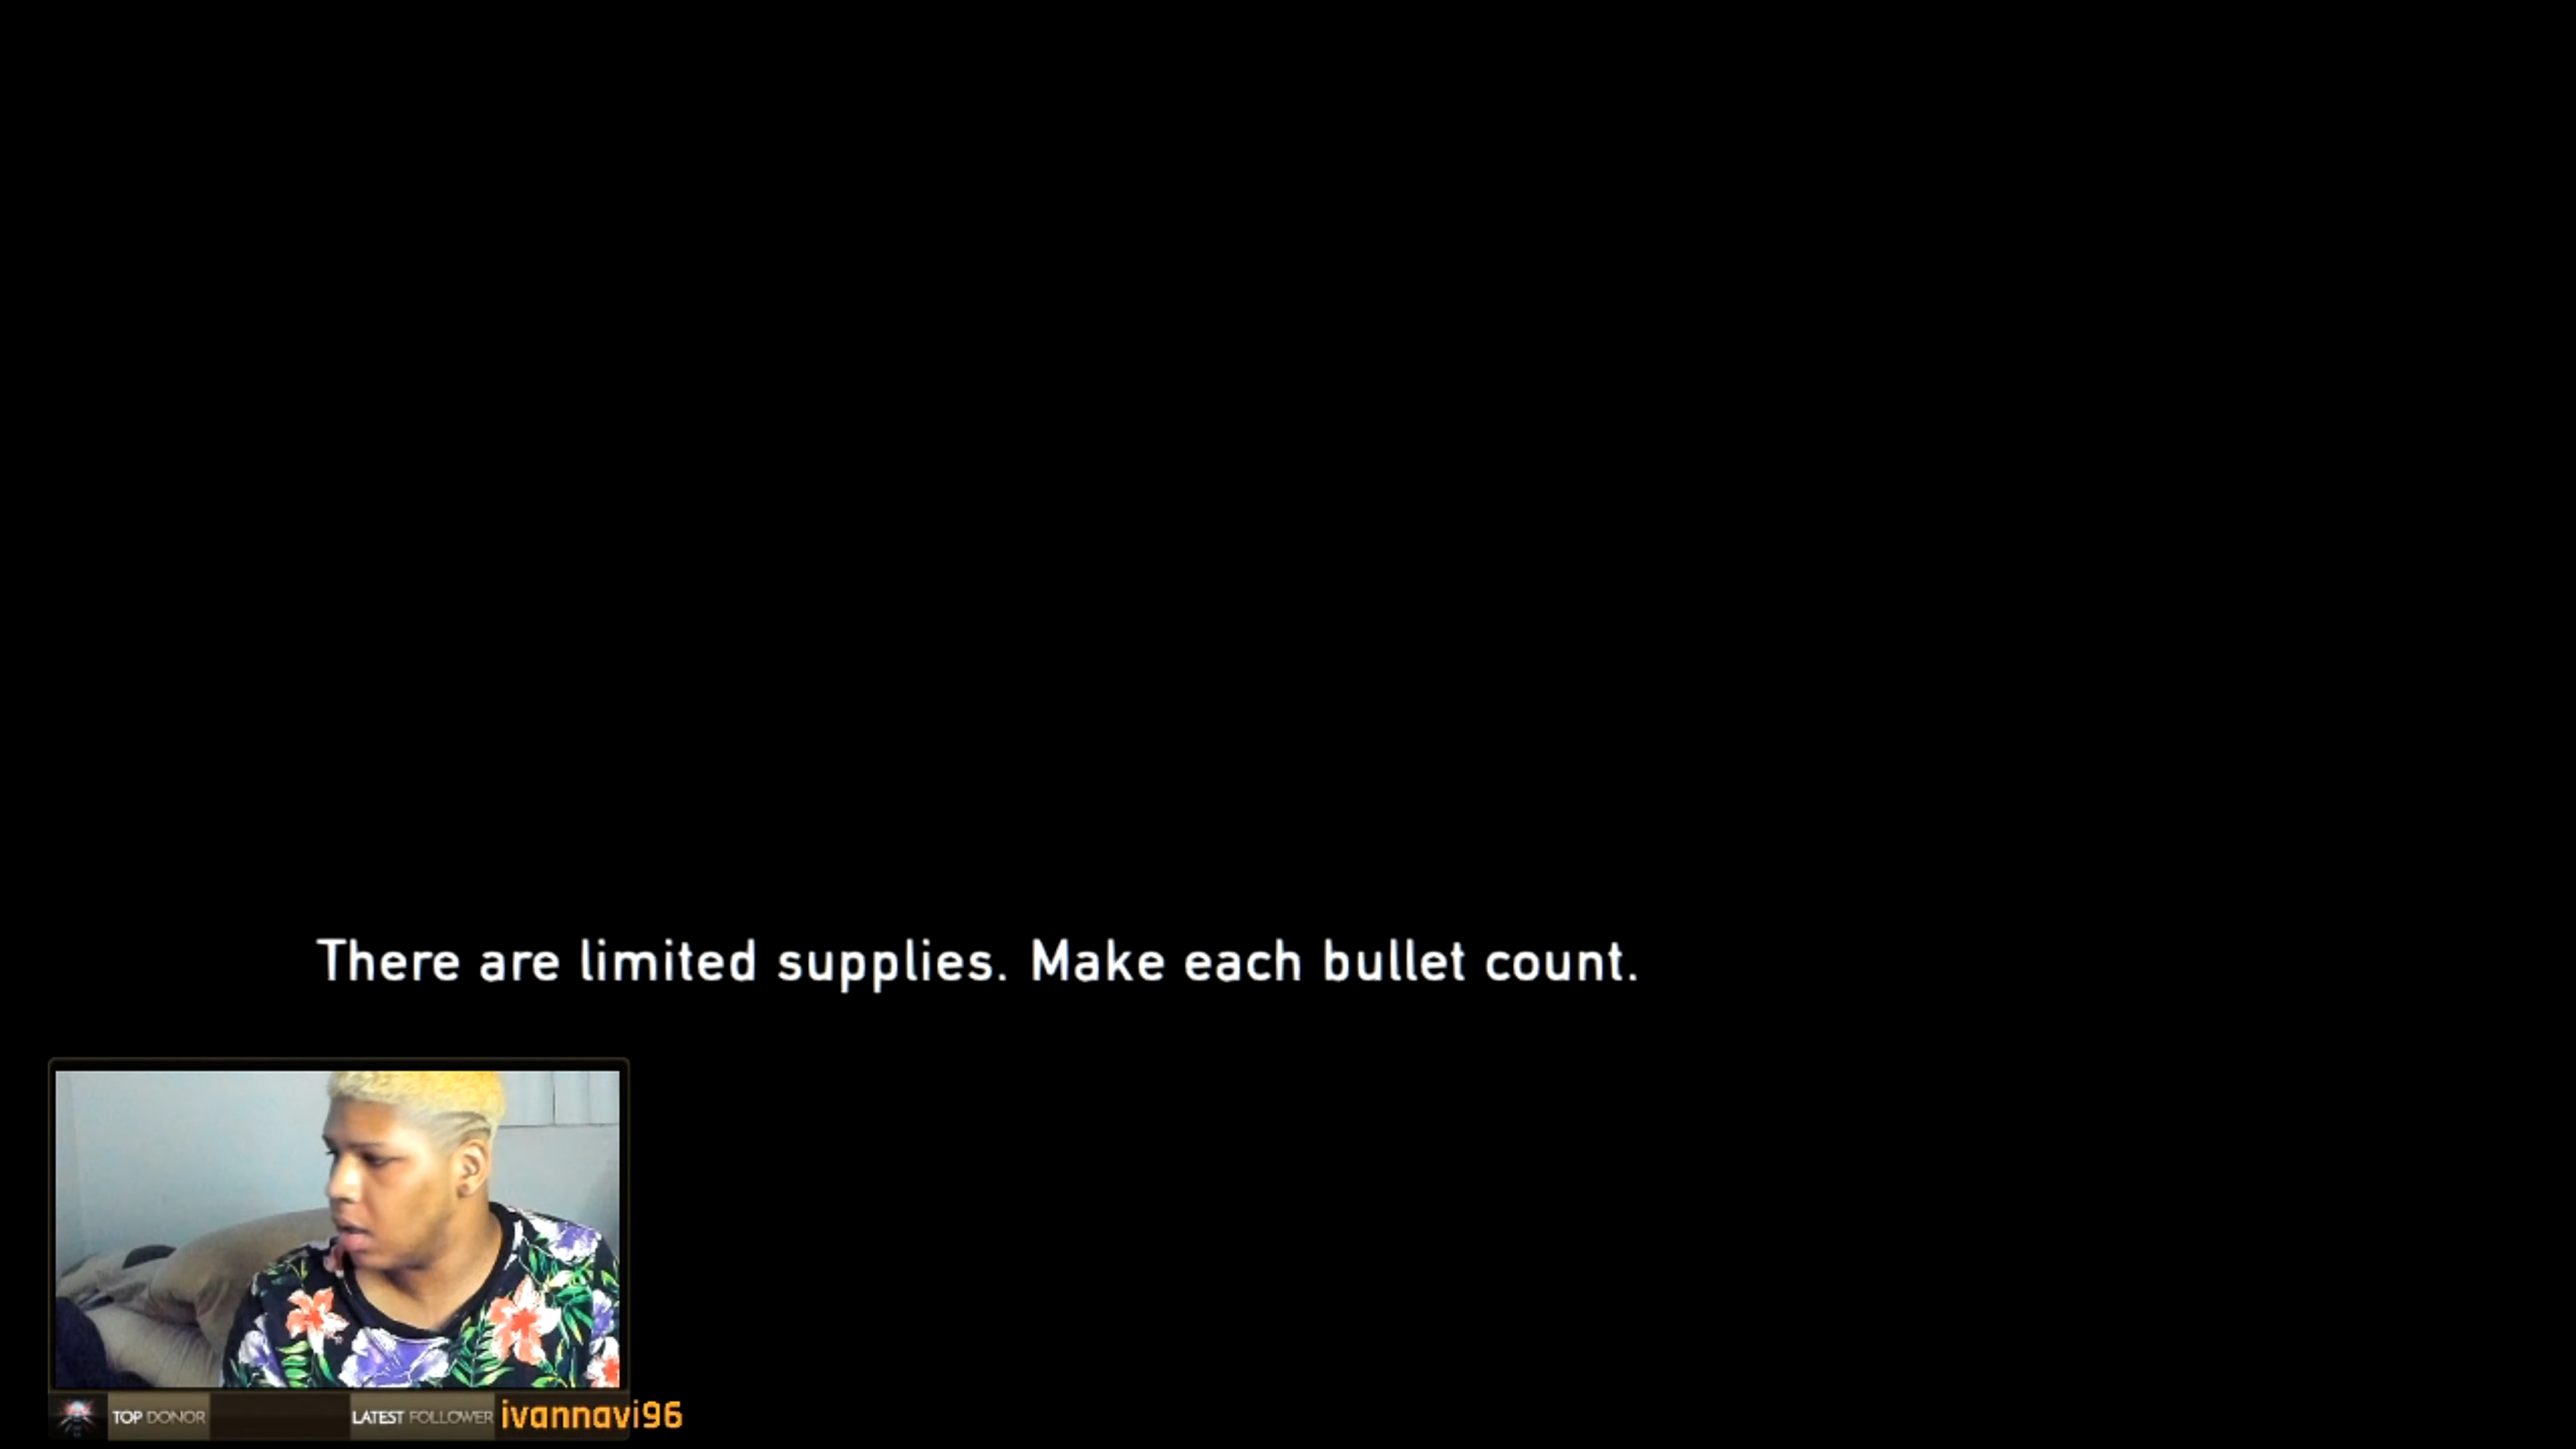 There are limited supplies. Make each bullet count.
TOP DONOR
LATEST FOLLOWER ivannavi96